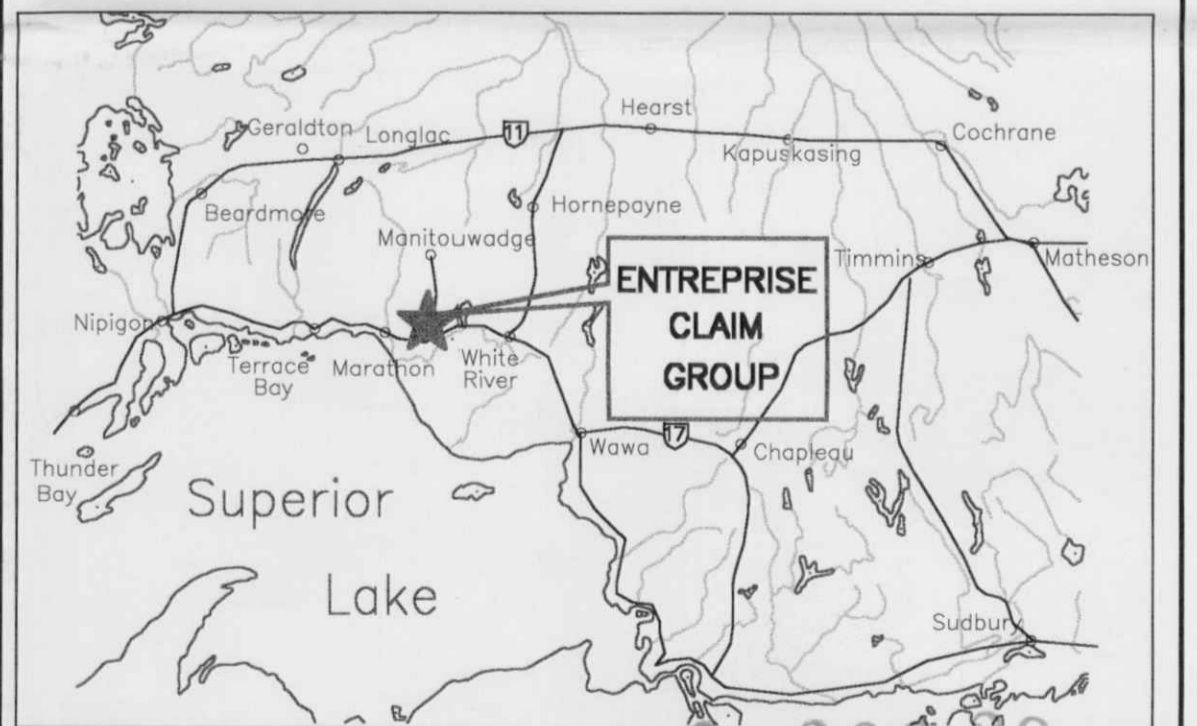 Hearst
11
Geraldton
Longlac
Cochrane
Kapuskasing
Beardmore
Hornepayne
Manitouwadge
Timmins
Matheson
ENTREPRISE
CLAIM
GROUP
Nipigon
Terrace
Bay
Marathon
White
River
17
Wawa
Chapleau
Thunder
Bay
Superior
Lake
Sudbury